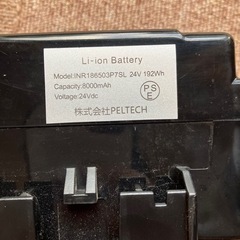 Li-ion Battery
Model:INR186503P7SL 24V 192Wh
Capacity:8000mAh
Voltage:24Vdc
PSE
株式会社PELTECH